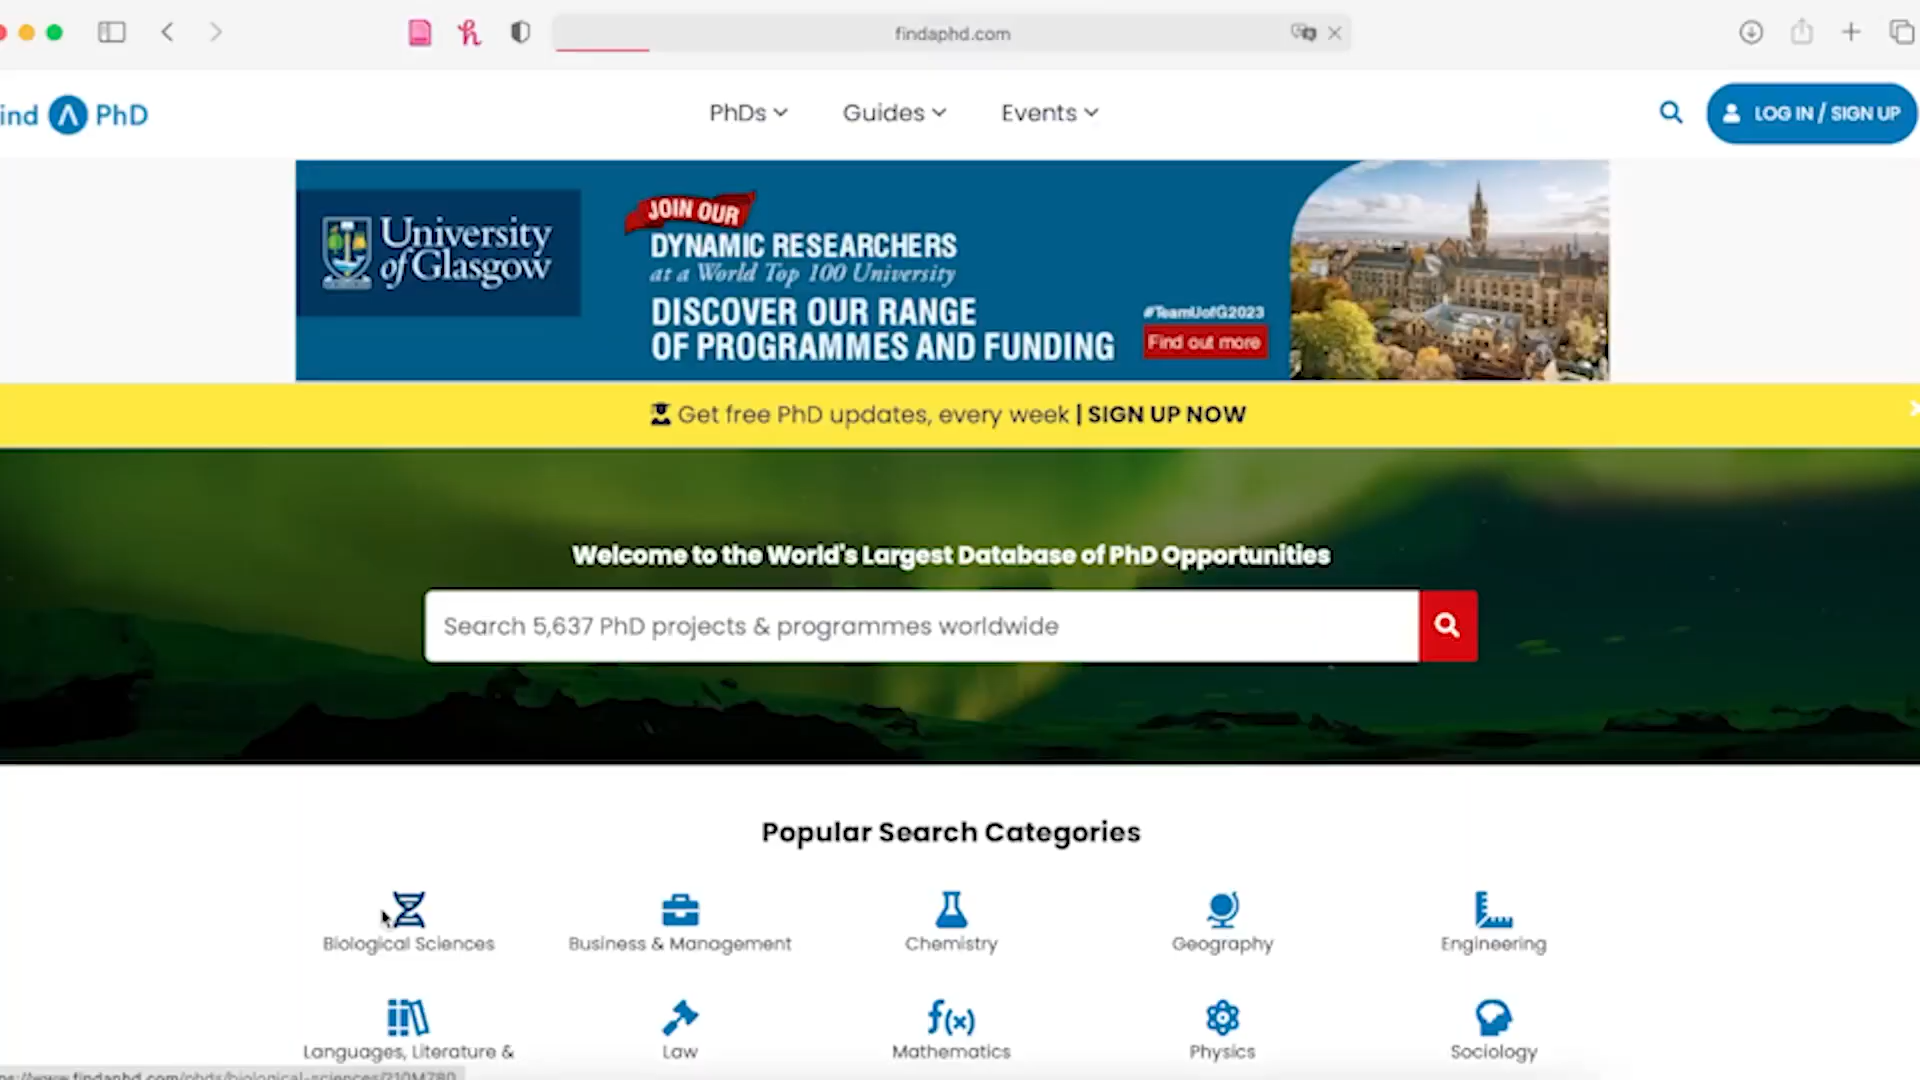 findaphd.com
ind A PhD
PhDs
Guides
Events
LOG IN / SIGN UP
University
of Glasgow
JOIN OUR
DYNAMIC RESEARCHERS
at a World Top 100 University
DISCOVER OUR RANGE
OF PROGRAMMES AND FUNDING
#TeamUofG2023
Find out more
Get free PhD updates, every week | SIGN UP NOW
Welcome to the World's Largest Database of PhD Opportunities
Search 5,637 PhD projects & programmes worldwide
Popular Search Categories
Biological Sciences
Business & Management
Chemistry
Geography
Engineering
Languages, Literature &
Law
f(x)
Mathematics
Physics
Sociology